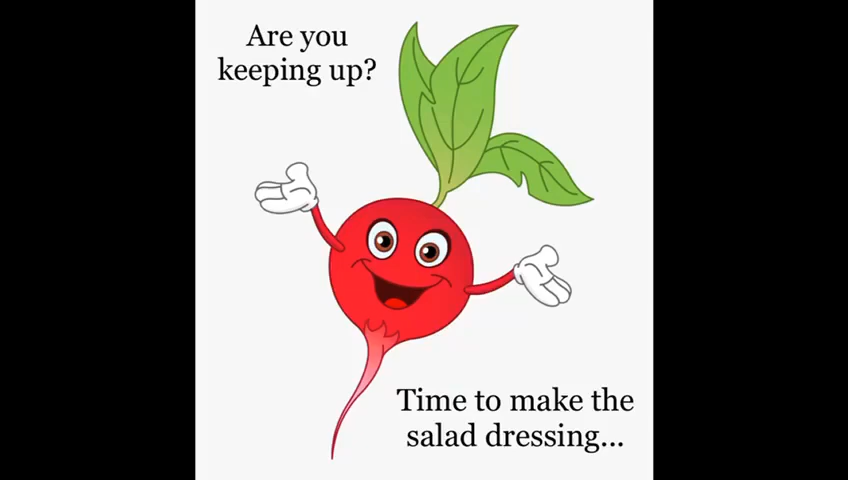 Are you
keeping up?
Time to make the
salad dressing...